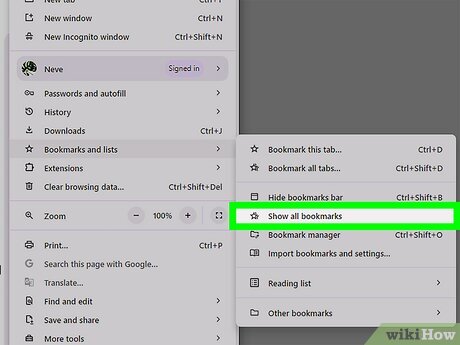 New tab Ctrl+T
New window Ctrl+N
New Incognito window Ctrl+Shift+N
Neve Signed in
Passwords and autofill
History
Downloads Ctrl+J
Bookmarks and lists
Extensions
Clear browsing data... Ctrl+Shift+Del
Zoom − 100% +
Print... Ctrl+P
Search this page with Google...
Translate...
Find and edit
Save and share
More tools
Bookmark this tab... Ctrl+D
Bookmark all tabs... Ctrl+Shift+D
Hide bookmarks bar Ctrl+Shift+B
Show all bookmarks
Bookmark manager Ctrl+Shift+O
Import bookmarks and settings...
Reading list
Other bookmarks
wikiHow